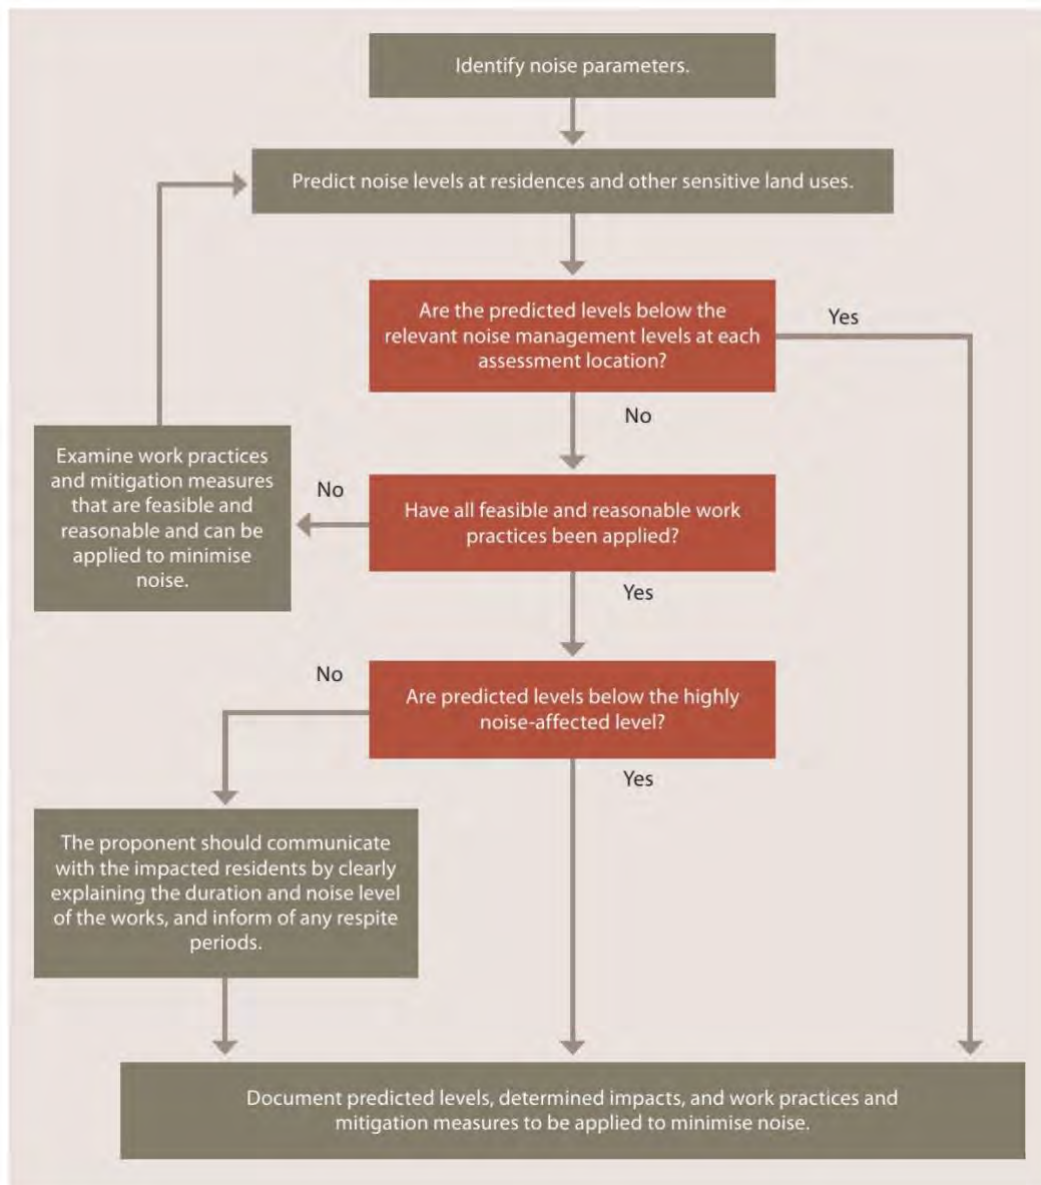 Identify noise parameters.
Predict noise levels at residences and other sensitive land uses.
Are the predicted levels below the
relevant noise management levels at each
assessment location?
Yes
No
Examine work practices
and mitigation measures
that are feasible and
reasonable and can be
applied to minimise
noise.
No
Have all feasible and reasonable work
practices been applied?
Yes
No
Are predicted levels below the highly
noise-affected level?
Yes
The proponent should communicate
with the impacted residents by clearly
explaining the duration and noise level
of the works, and inform of any respite
periods.
Document predicted levels, determined impacts, and work practices and
mitigation measures to be applied to minimise noise.